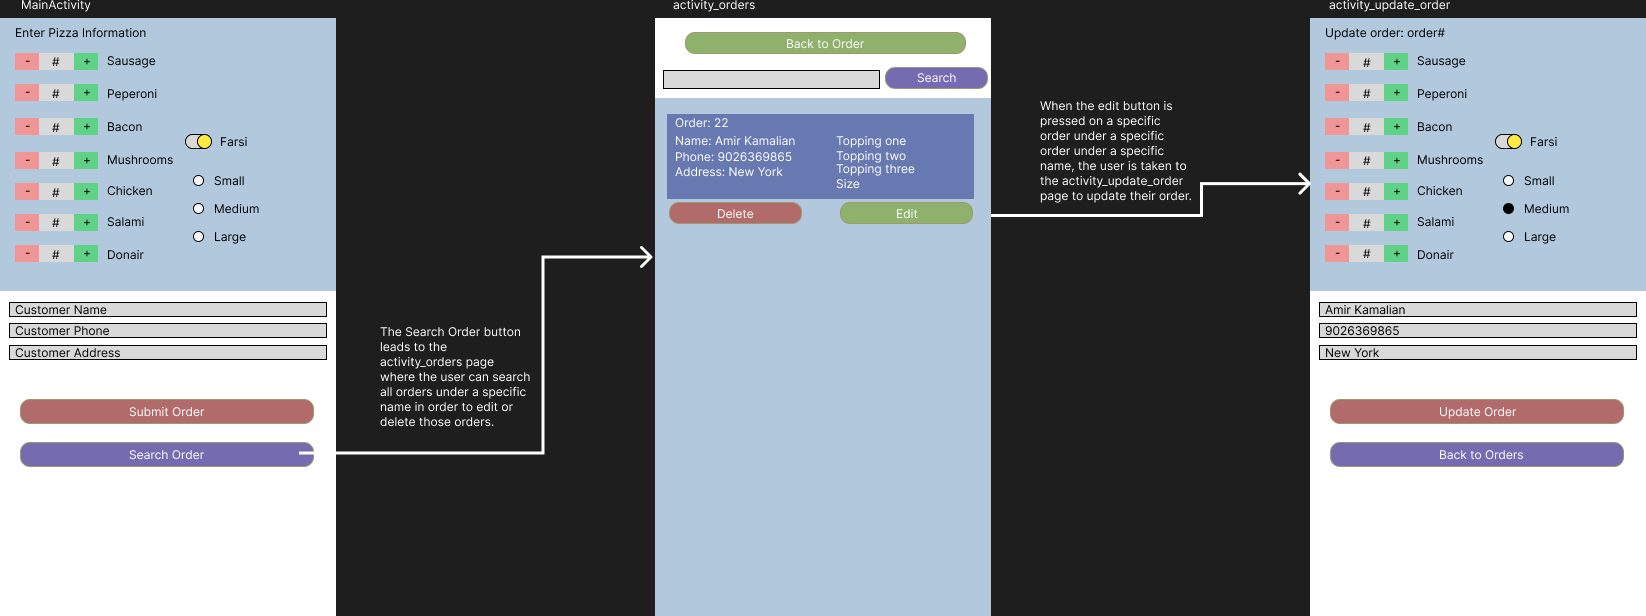 MainActivity
Enter Pizza Information
- # + Sausage
- # + Peperoni
- # + Bacon
Farsi
- # + Mushrooms
Small
- # + Chicken
Medium
- # + Salami
Large
- # + Donair
Customer Name
Customer Phone
Customer Address
Submit Order
Search Order
The Search Order button
leads to the
activity_orders page
where the user can search
all orders under a specific
name in order to edit or
delete those orders.
activity_orders
Back to Order
Search
Order: 22
Name: Amir Kamalian
Phone: 9026369865
Address: New York
Topping one
Topping two
Topping three
Size
Delete
Edit
When the edit button is
pressed on a specific
order under a specific
order under a specific
name, the user is taken to
the activity_update_order
page to update their order.
activity_update_order
Update order: order#
- # + Sausage
- # + Peperoni
- # + Bacon
Farsi
- # + Mushrooms
Small
- # + Chicken
Medium
- # + Salami
Large
- # + Donair
Amir Kamalian
9026369865
New York
Update Order
Back to Orders